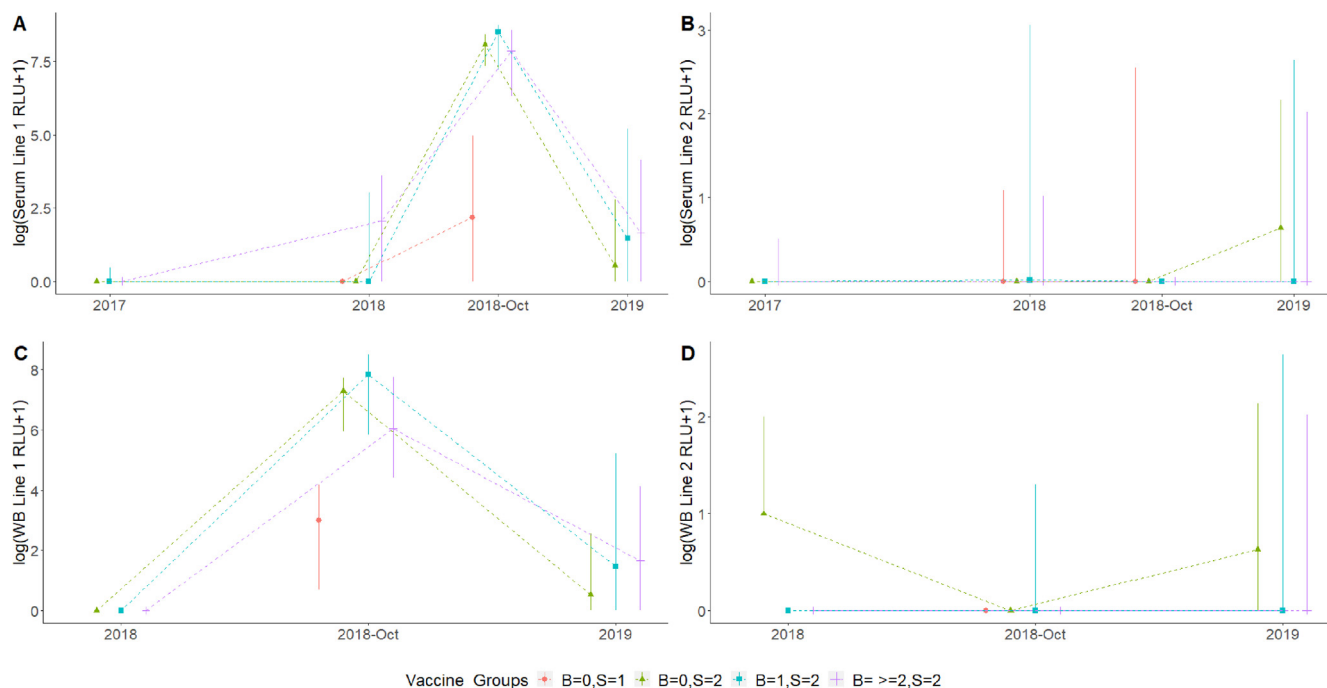 A
log(Serum Line 1 RLU+1)
7.5
5.0
2.5
0.0
2017
2018
2018-Oct
2019
B
log(Serum Line 2 RLU+1)
3
2
1
0
2017
2018
2018-Oct
2019
C
log(WB Line 1 RLU+1)
8
6
4
2
0
2018
2018-Oct
2019
D
log(WB Line 2 RLU+1)
2
1
0
2018
2018-Oct
2019
Vaccine Groups B=0,S=1 B=0,S=2 B=1,S=2 B= >=2,S=2